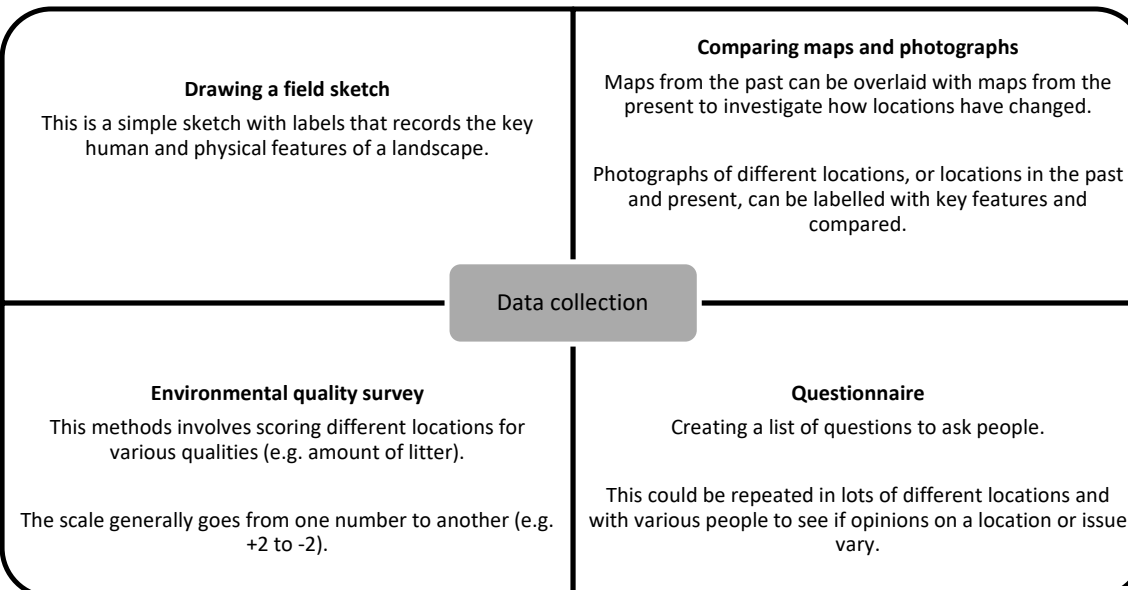 Drawing a field sketch
This is a simple sketch with labels that records the key
human and physical features of a landscape.
Comparing maps and photographs
Maps from the past can be overlaid with maps from the
present to investigate how locations have changed.
Photographs of different locations, or locations in the past
and present, can be labelled with key features and
compared.
Data collection
Environmental quality survey
This methods involves scoring different locations for
various qualities (e.g. amount of litter).
The scale generally goes from one number to another (e.g.
+2 to -2).
Questionnaire
Creating a list of questions to ask people.
This could be repeated in lots of different locations and
with various people to see if opinions on a location or issue
vary.